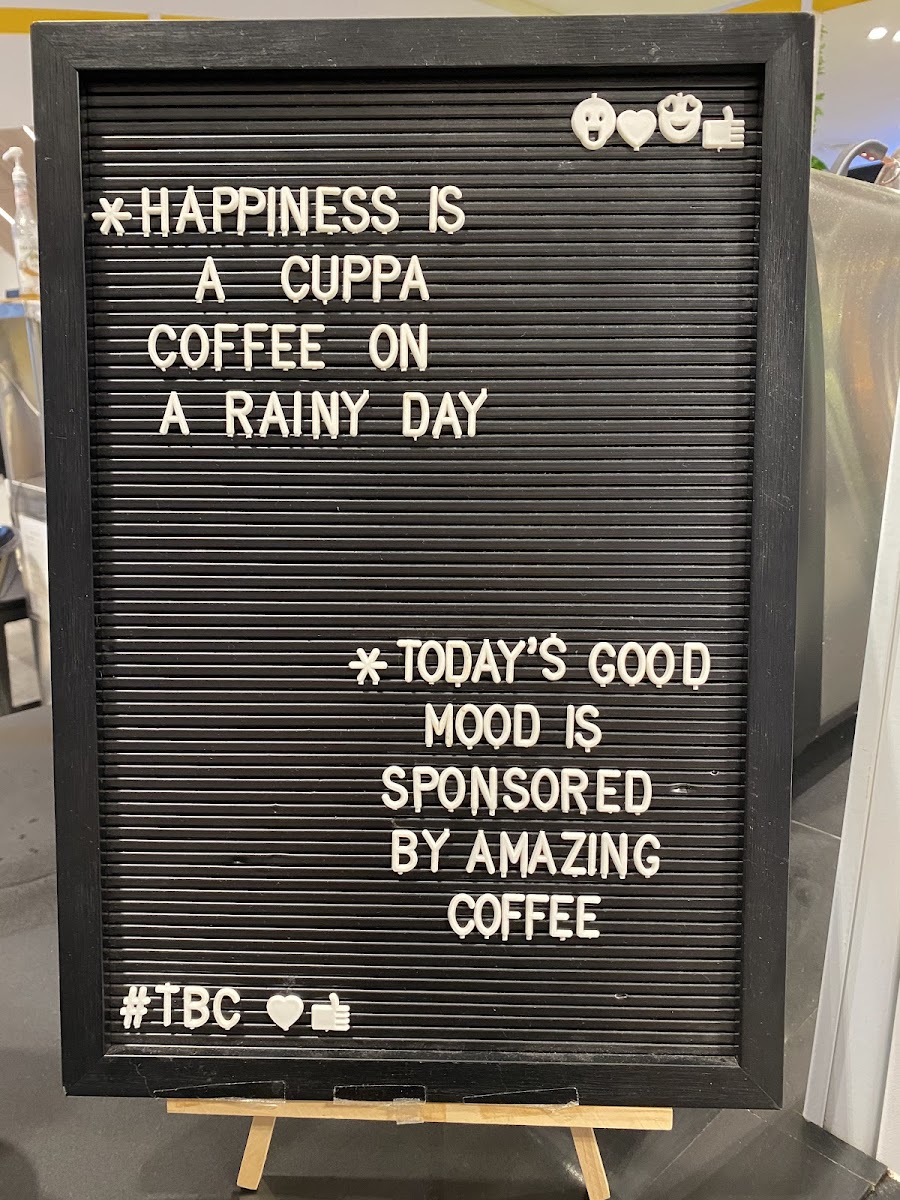 *HAPPINESS IS
A CUPPA
COFFEE ON
A RAINY DAY
*TODAY'S GOOD
MOOD IS
SPONSORED
BY AMAZING
COFFEE
#TBC